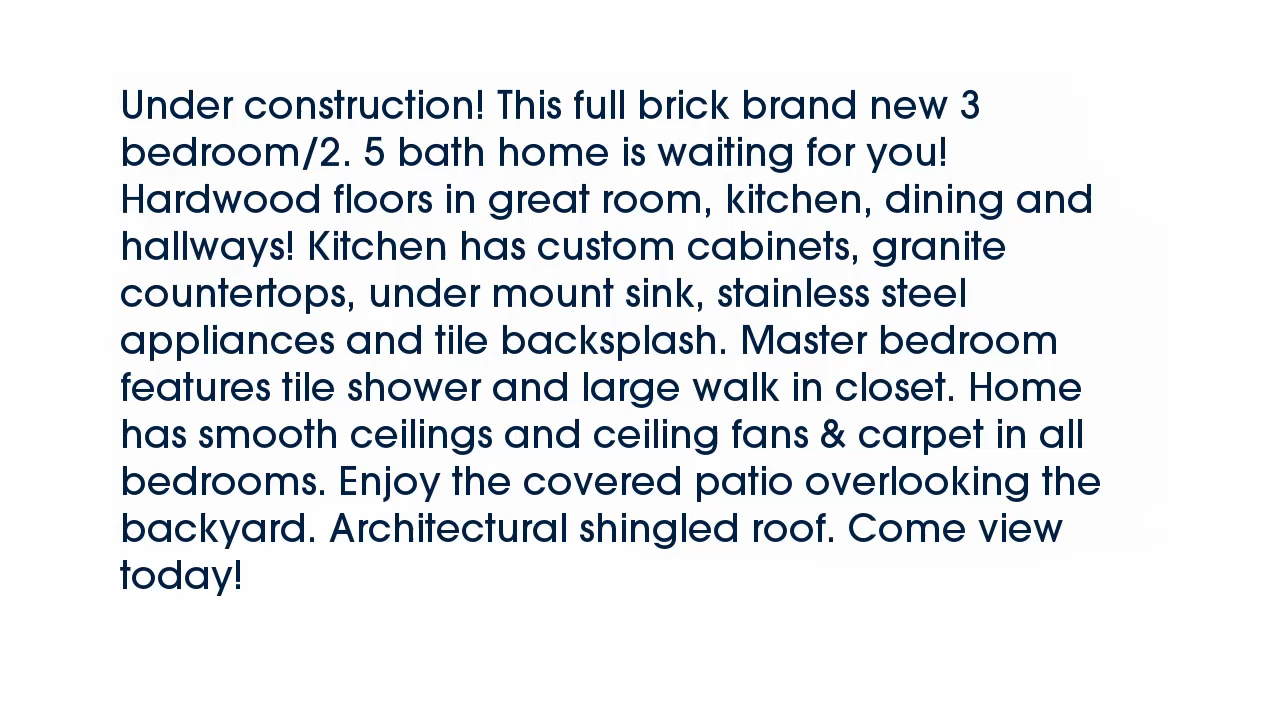 Under construction! This full brick brand new 3
bedroom/2. 5 bath home is waiting for you!
Hardwood floors in great room, kitchen, dining and
hallways! Kitchen has custom cabinets, granite
countertops, under mount sink, stainless steel
appliances and tile backsplash. Master bedroom
features tile shower and large walk in closet. Home
has smooth ceilings and ceiling fans & carpet in all
bedrooms. Enjoy the covered patio overlooking the
backyard. Architectural shingled roof. Come view
today!